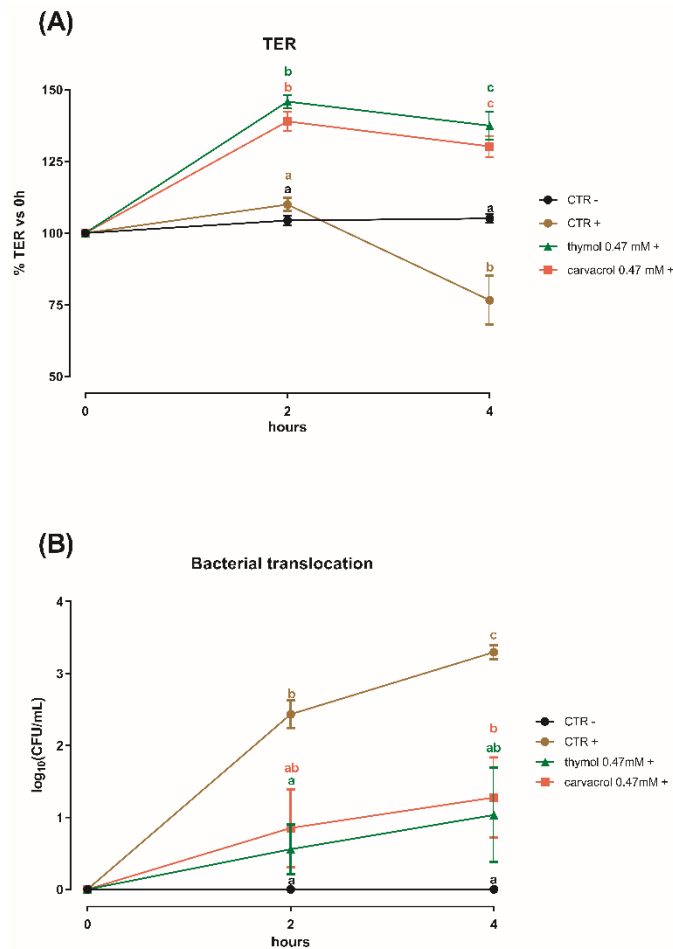 (A)
TER
% TER vs 0h
150
125
100
75
50
b
b
a
a
c
c
a
b
0
2
4
hours
CTR -
CTR +
thymol 0.47 mM +
carvacrol 0.47 mM +
(B)
Bacterial translocation
log10(CFU/mL)
4
3
2
1
0
b
ab
a
a
c
b
ab
a
0
2
4
hours
CTR -
CTR +
thymol 0.47mM +
carvacrol 0.47mM +